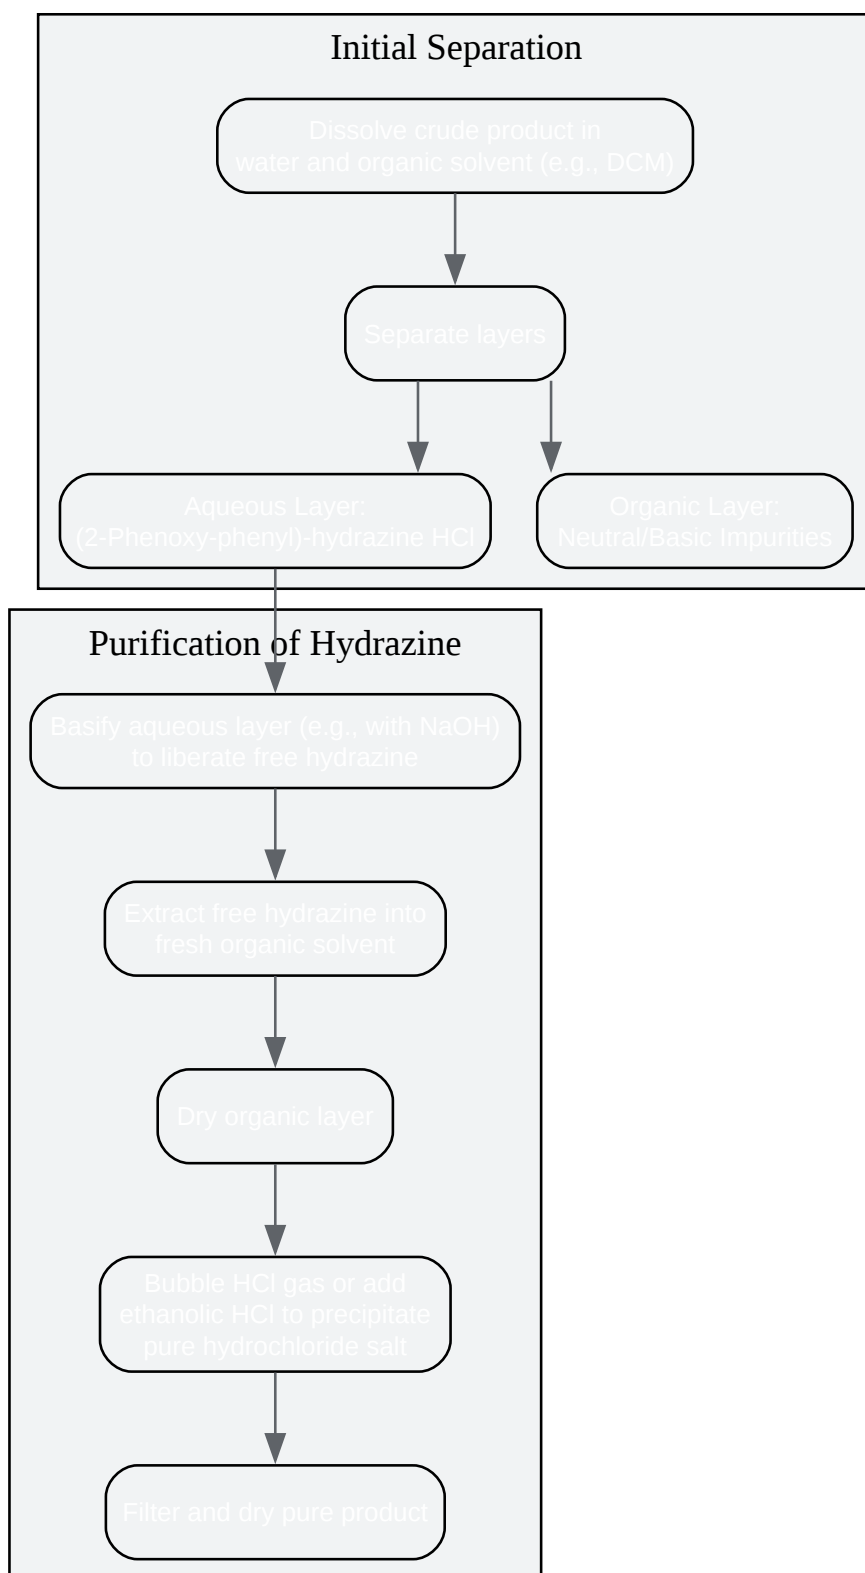 Initial Separation
Dissolve crude product in
water and organic solvent (e.g., DCM)
Separate layers
Aqueous Layer:
(2-Phenoxy-phenyl)-hydrazine HCl
Organic Layer:
Neutral/Basic Impurities
Purification of Hydrazine
Basify aqueous layer (e.g., with NaOH)
to liberate free hydrazine
Extract free hydrazine into
fresh organic solvent
Dry organic layer
Bubble HCl gas or add
ethanolic HCl to precipitate
pure hydrochloride salt
Filter and dry pure product